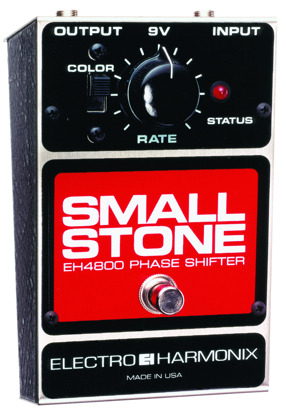 OUTPUT 9V INPUT
COLOR
STATUS
RATE
SMALL
STONE
EH4800 PHASE SHIFTER
ELECTRO HARMONIX
MADE IN USA